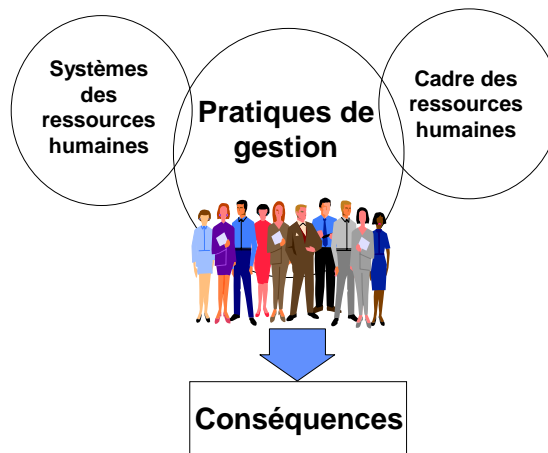 Systèmes
des
ressources
humaines
Pratiques de
gestion
Cadre des
ressources
humaines
Conséquences